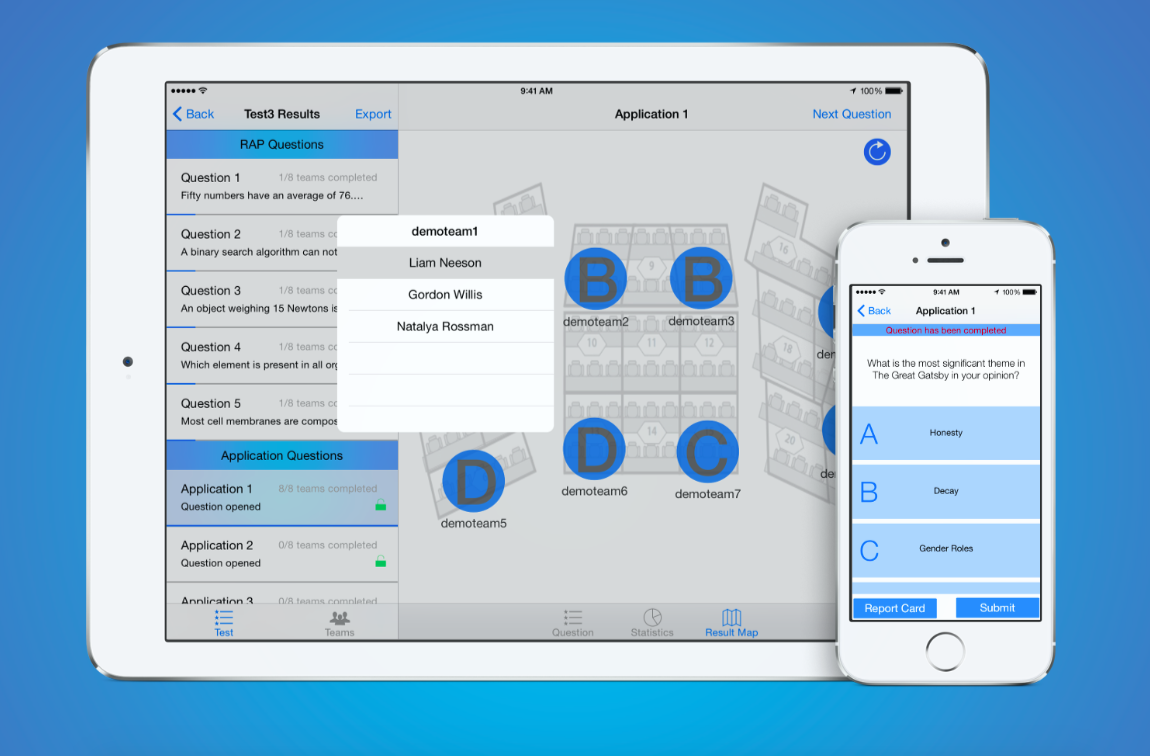 9:41 AM
100%
Back
Test3 Results
Export
Application 1
Next Question
RAP Questions
Question 1
1/8 teams completed
Fifty numbers have an average of 76....
Question 2
1/8 teams co
A binary search algorithm can not
Question 3
1/8 teams co
An object weighing 15 Newtons is
Question 4
1/8 teams co
Which element is present in all org
Question 5
1/8 teams co
Most cell membranes are compos
Application Questions
Application 1
8/8 teams completed
Question opened
Application 2
0/8 teams completed
Question opened
Application 3
0/8 teams completed
Test
Teams
demoteam1
Liam Neeson
Gordon Willis
Natalya Rossman
9
16
B
B
demoteam2
demoteam3
dem
10
11
12
18
14
20
D
D
C
demoteam5
demoteam6
demoteam7
de
Question
Statistics
Result Map
9:41 AM
100%
Back
Application 1
Question has been completed
What is the most significant theme in
The Great Gatsby in your opinion?
A
Honesty
B
Decay
C
Gender Roles
Report Card
Submit